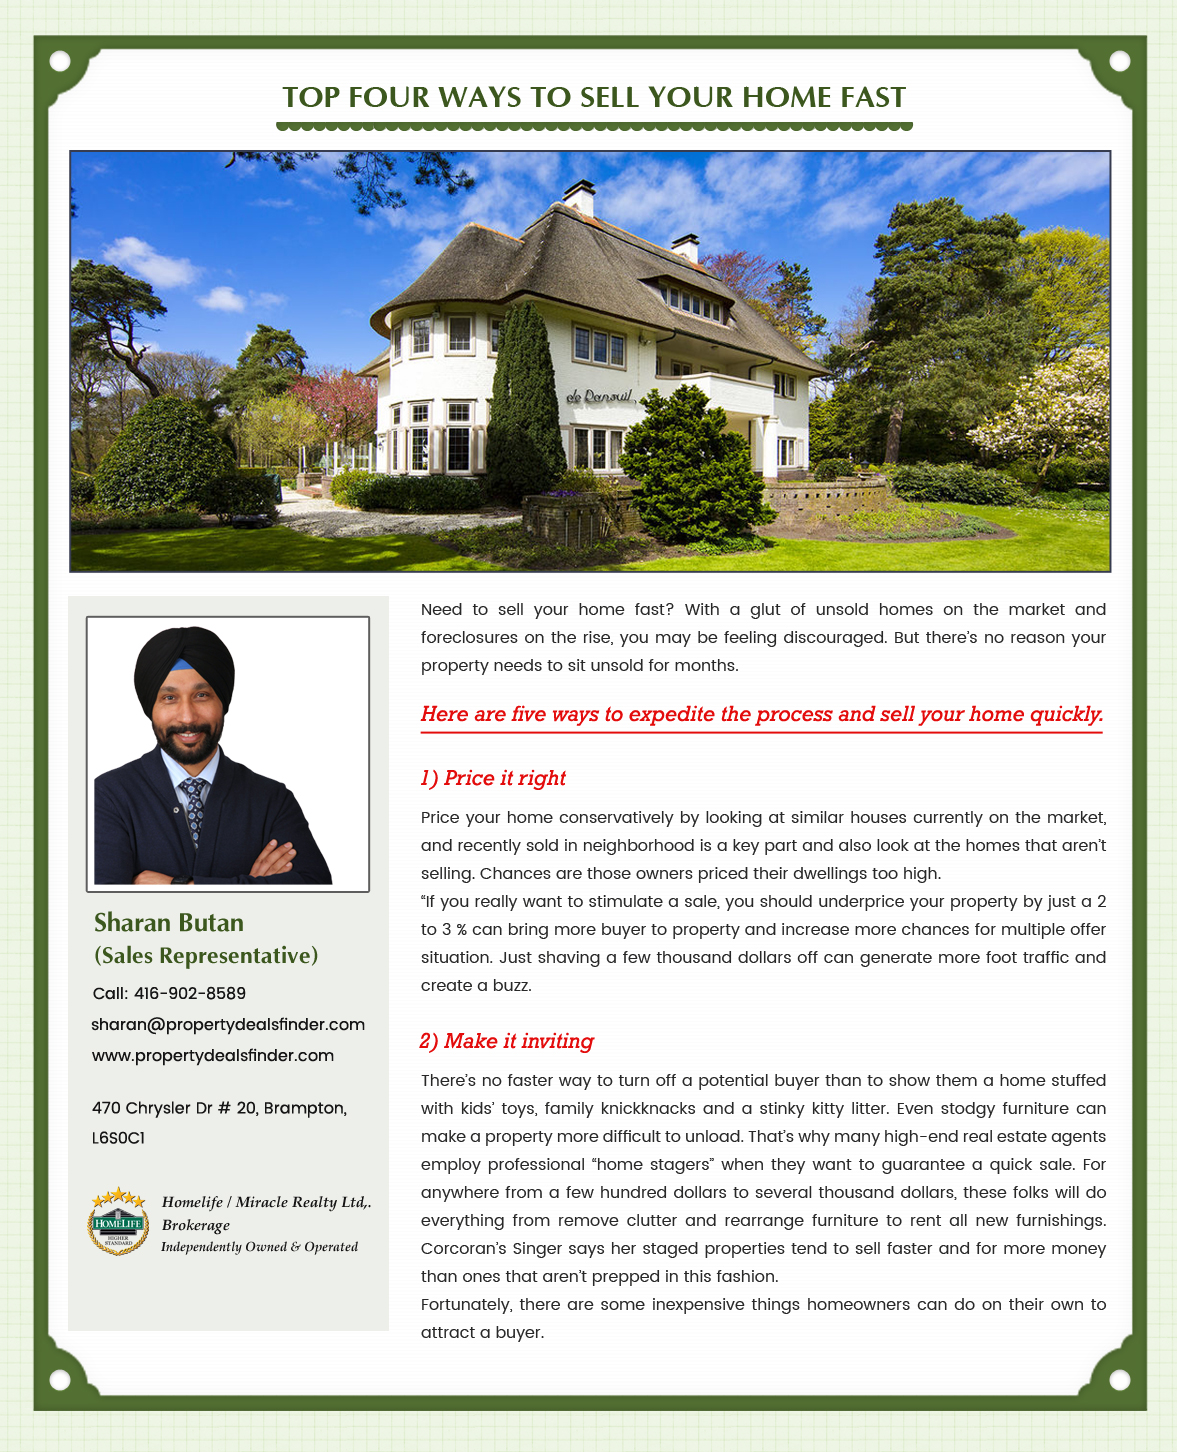 TOP FOUR WAYS TO SELL YOUR HOME FAST
Need to sell your home fast? With a glut of unsold homes on the market and
foreclosures on the rise, you may be feeling discouraged. But there’s no reason your
property needs to sit unsold for months.
Here are five ways to expedite the process and sell your home quickly.
1) Price it right
Price your home conservatively by looking at similar houses currently on the market,
and recently sold in neighborhood is a key part and also look at the homes that aren’t
selling. Chances are those owners priced their dwellings too high.
“If you really want to stimulate a sale, you should underprice your property by just a 2
to 3 % can bring more buyer to property and increase more chances for multiple offer
situation. Just shaving a few thousand dollars off can generate more foot traffic and
create a buzz.
2) Make it inviting
There’s no faster way to turn off a potential buyer than to show them a home stuffed
with kids’ toys, family knickknacks and a stinky kitty litter. Even stodgy furniture can
make a property more difficult to unload. That’s why many high-end real estate agents
employ professional “home stagers” when they want to guarantee a quick sale. For
anywhere from a few hundred dollars to several thousand dollars, these folks will do
everything from remove clutter and rearrange furniture to rent all new furnishings.
Corcoran’s Singer says her staged properties tend to sell faster and for more money
than ones that aren’t prepped in this fashion.
Fortunately, there are some inexpensive things homeowners can do on their own to
attract a buyer.
Sharan Butan
(Sales Representative)
Call: 416-902-8589
sharan@propertydealsfinder.com
www.propertydealsfinder.com
470 Chrysler Dr # 20, Brampton,
L6S0C1
HOMELIFE
HIGHER
STANDARD
Homelife / Miracle Realty Ltd,.
Brokerage
Independently Owned & Operated